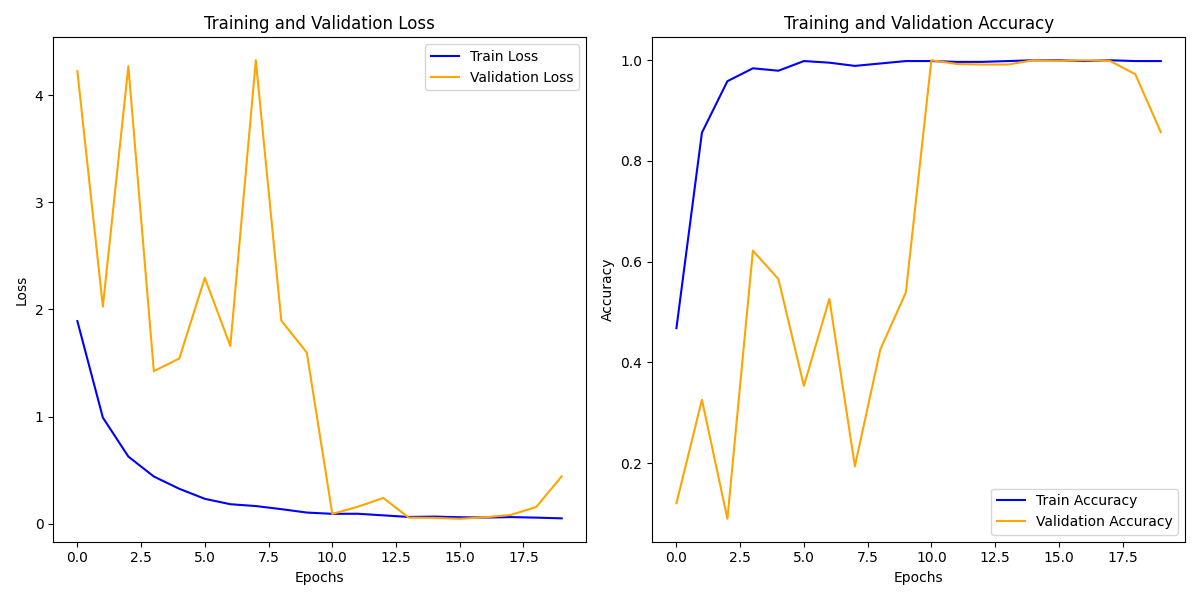 Training and Validation Loss
Train Loss
Validation Loss
Loss
4
3
2
1
0
0.0 2.5 5.0 7.5 10.0 12.5 15.0 17.5
Epochs
Training and Validation Accuracy
Accuracy
1.0
0.8
0.6
0.4
0.2
Train Accuracy
Validation Accuracy
0.0 2.5 5.0 7.5 10.0 12.5 15.0 17.5
Epochs